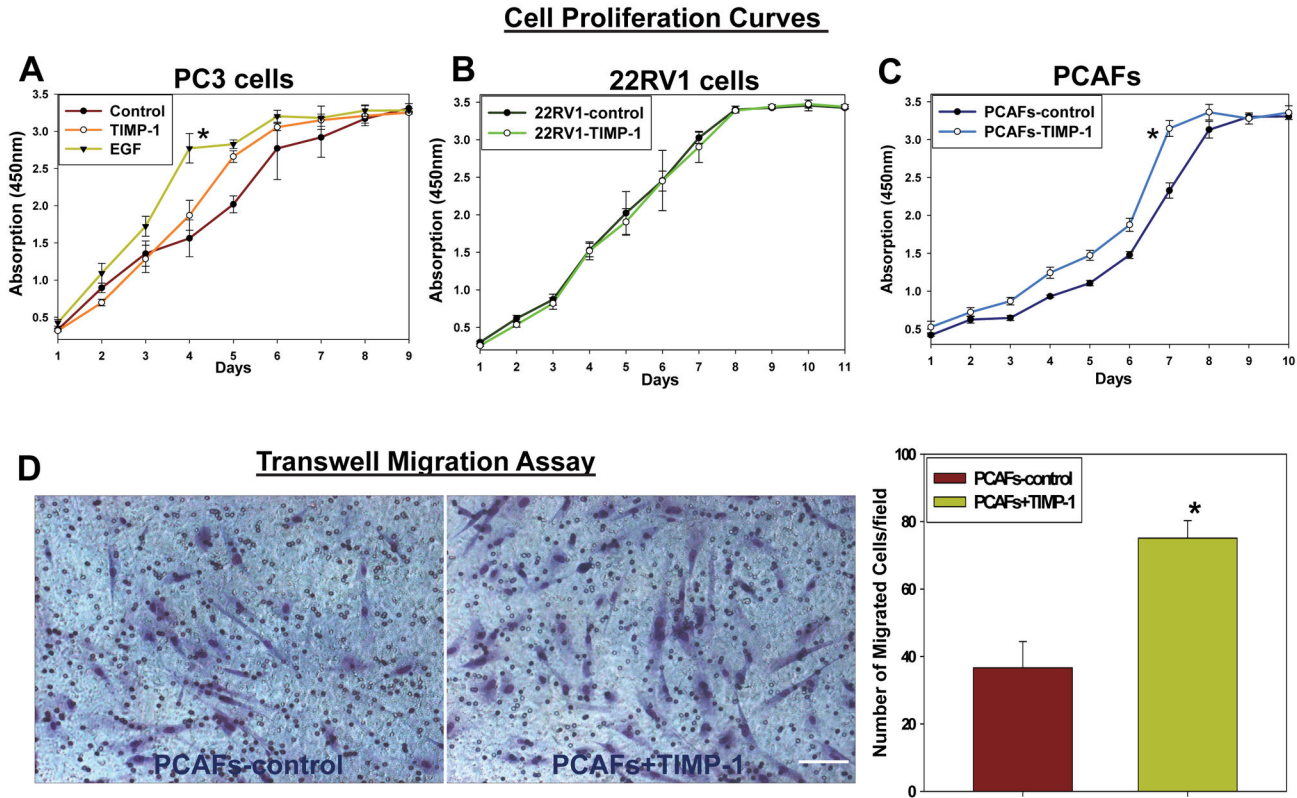 Cell Proliferation Curves
A
PC3 cells
Control
TIMP-1
EGF
*
Absorption (450nm)
3.5
3.0
2.5
2.0
1.5
1.0
0.5
1 2 3 4 5 6 7 8 9
Days
B
22RV1 cells
22RV1-control
22RV1-TIMP-1
Absorption (450nm)
3.5
3.0
2.5
2.0
1.5
1.0
0.5
1 2 3 4 5 6 7 8 9 10 11
Days
C
PCAFs
PCAFs-control
PCAFs-TIMP-1
*
Absorption (450nm)
3.5
3.0
2.5
2.0
1.5
1.0
0.5
1 2 3 4 5 6 7 8 9 10
Days
D
Transwell Migration Assay
PCAFs-control
PCAFs+TIMP-1
Number of Migrated Cells/field
100
80
60
40
20
0
PCAFs-control
PCAFs+TIMP-1
*